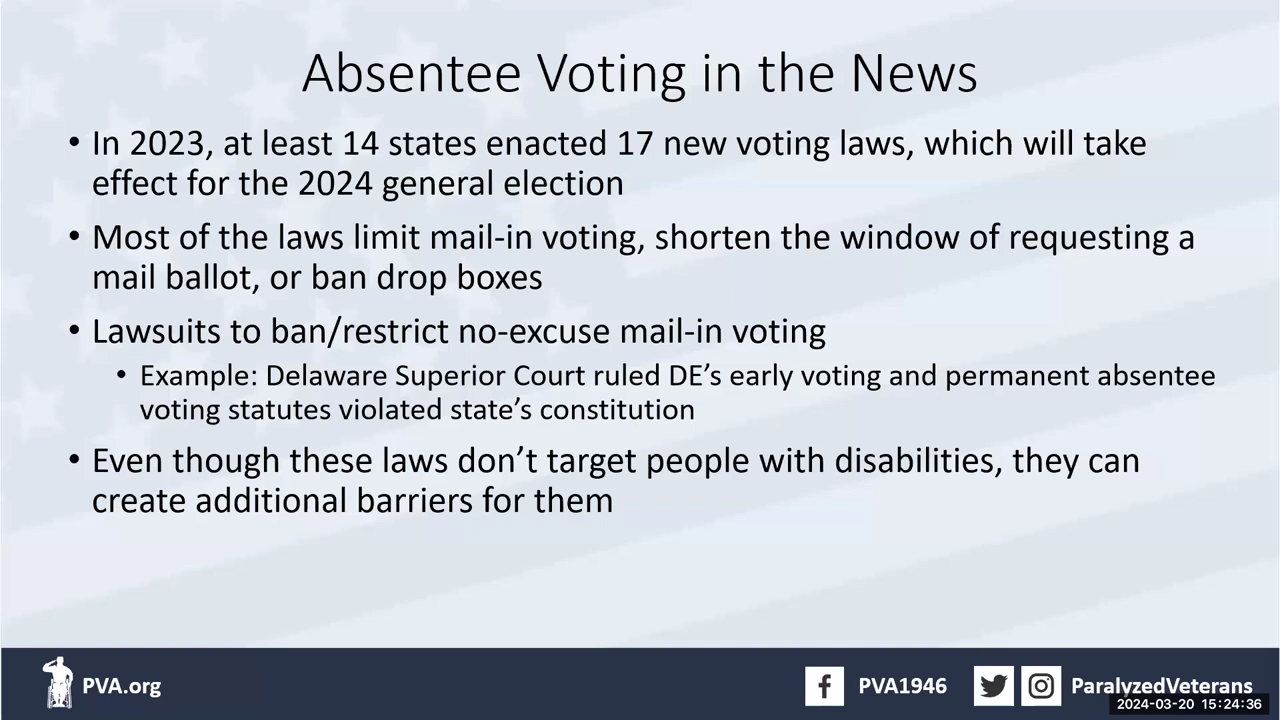 Absentee Voting in the News
• In 2023, at least 14 states enacted 17 new voting laws, which will take
effect for the 2024 general election
• Most of the laws limit mail-in voting, shorten the window of requesting a
mail ballot, or ban drop boxes
• Lawsuits to ban/restrict no-excuse mail-in voting
• Example: Delaware Superior Court ruled DE’s early voting and permanent absentee
voting statutes violated state’s constitution
• Even though these laws don’t target people with disabilities, they can
create additional barriers for them
PVA.org
PVA1946
ParalyzedVeterans
2024-03-20 15:24:36